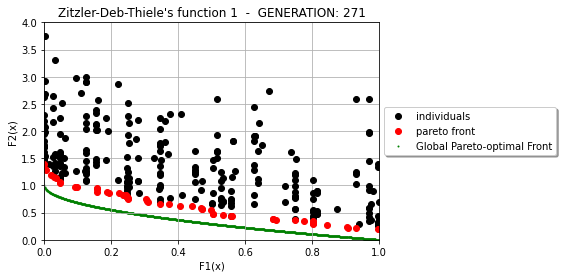 Zitzler-Deb-Thiele's function 1 - GENERATION: 271
4.0
3.5
3.0
2.5
2.0
1.5
1.0
0.5
0.0
F2(x)
0.0 0.2 0.4 0.6 0.8 1.0
F1(x)
individuals
pareto front
Global Pareto-optimal Front